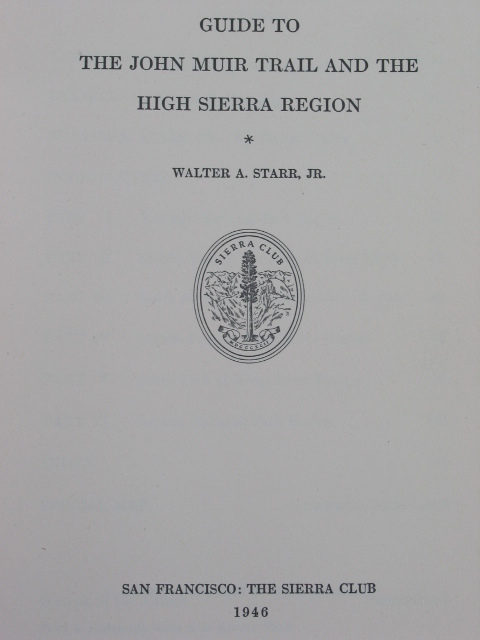 GUIDE TO
THE JOHN MUIR TRAIL AND THE
HIGH SIERRA REGION
*
WALTER A. STARR, JR.
SIERRA CLUB
SAN FRANCISCO: THE SIERRA CLUB
1946